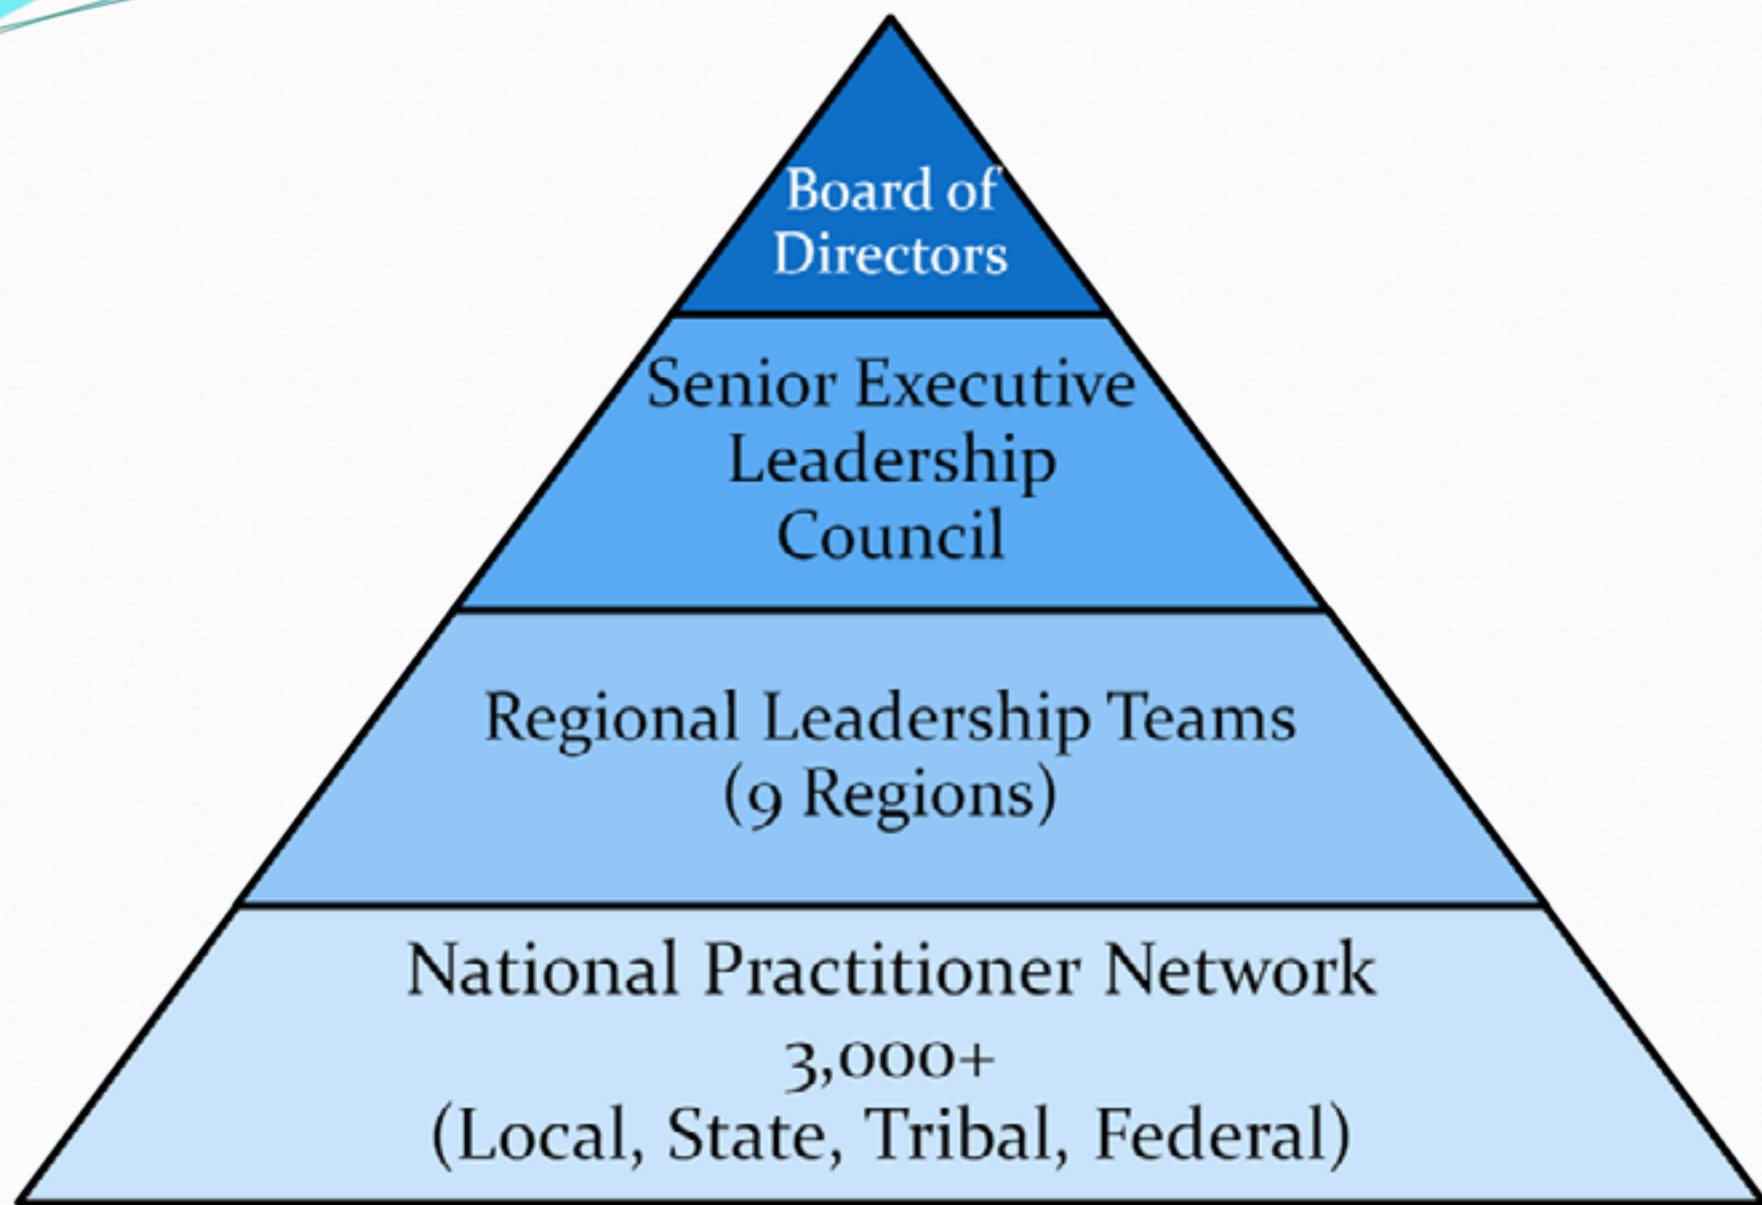 Board of
Directors
Senior Executive
Leadership
Council
Regional Leadership Teams
(9 Regions)
National Practitioner Network
3,000+
(Local, State, Tribal, Federal)